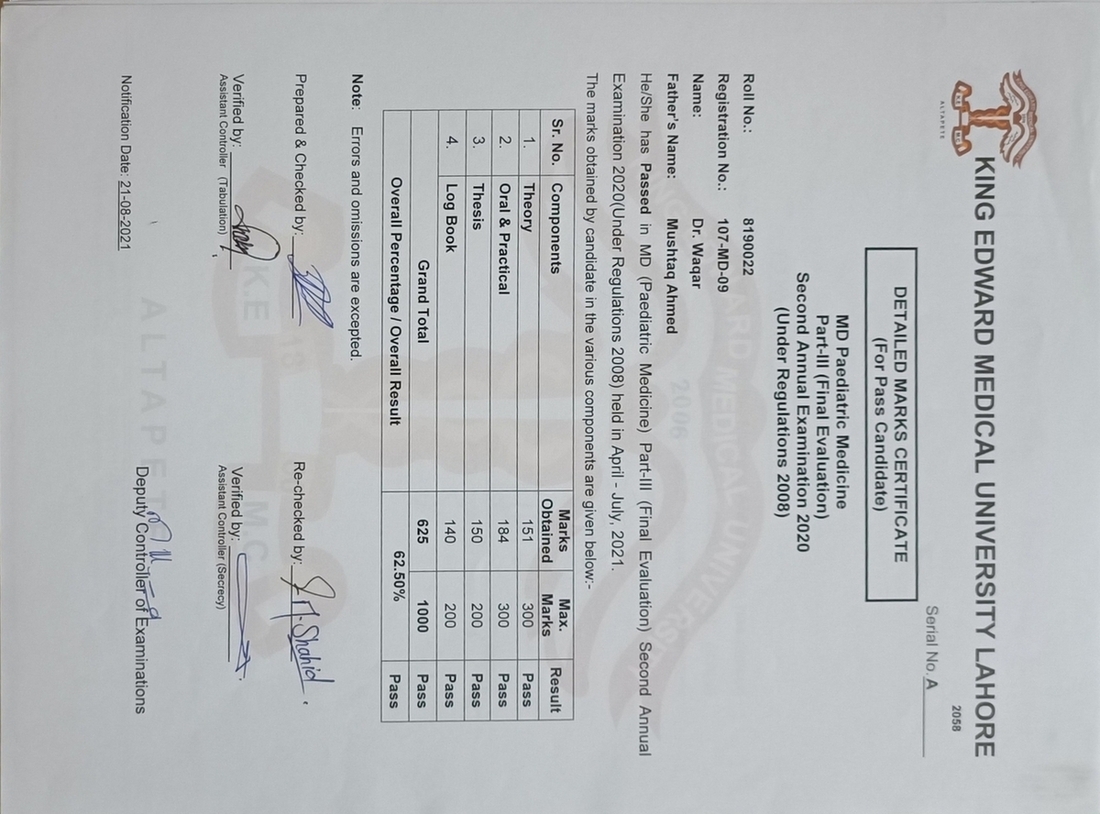 KING EDWARD MEDICAL UNIVERSITY LAHORE
ALTAPETE
2058
Serial No. A
DETAILED MARKS CERTIFICATE
(For Pass Candidate)
MD Paediatric Medicine
Part-III (Final Evaluation)
Second Annual Examination 2020
(Under Regulations 2008)
Roll No.: 8190022
Registration No.: 107-MD-09
Name: Dr. Waqar
Father's Name: Mushtaq Ahmed
He/She has Passed in MD (Paediatric Medicine) Part-III (Final Evaluation) Second Annual
Examination 2020(Under Regulations 2008) held in April - July, 2021.
The marks obtained by candidate in the various components are given below:-
Sr. No. Components Marks Obtained Max. Marks Result
1. Theory 151 300 Pass
2. Oral & Practical 184 300 Pass
3. Thesis 150 200 Pass
4. Log Book 140 200 Pass
Grand Total 625 1000 Pass
Overall Percentage / Overall Result 62.50% Pass
Note: Errors and omissions are excepted.
Prepared & Checked by: Re-checked by: Shahid
Verified by: Verified by:
Assistant Controller (Tabulation) Assistant Controller (Secrecy)
Deputy Controller of Examinations
Notification Date: 21-08-2021